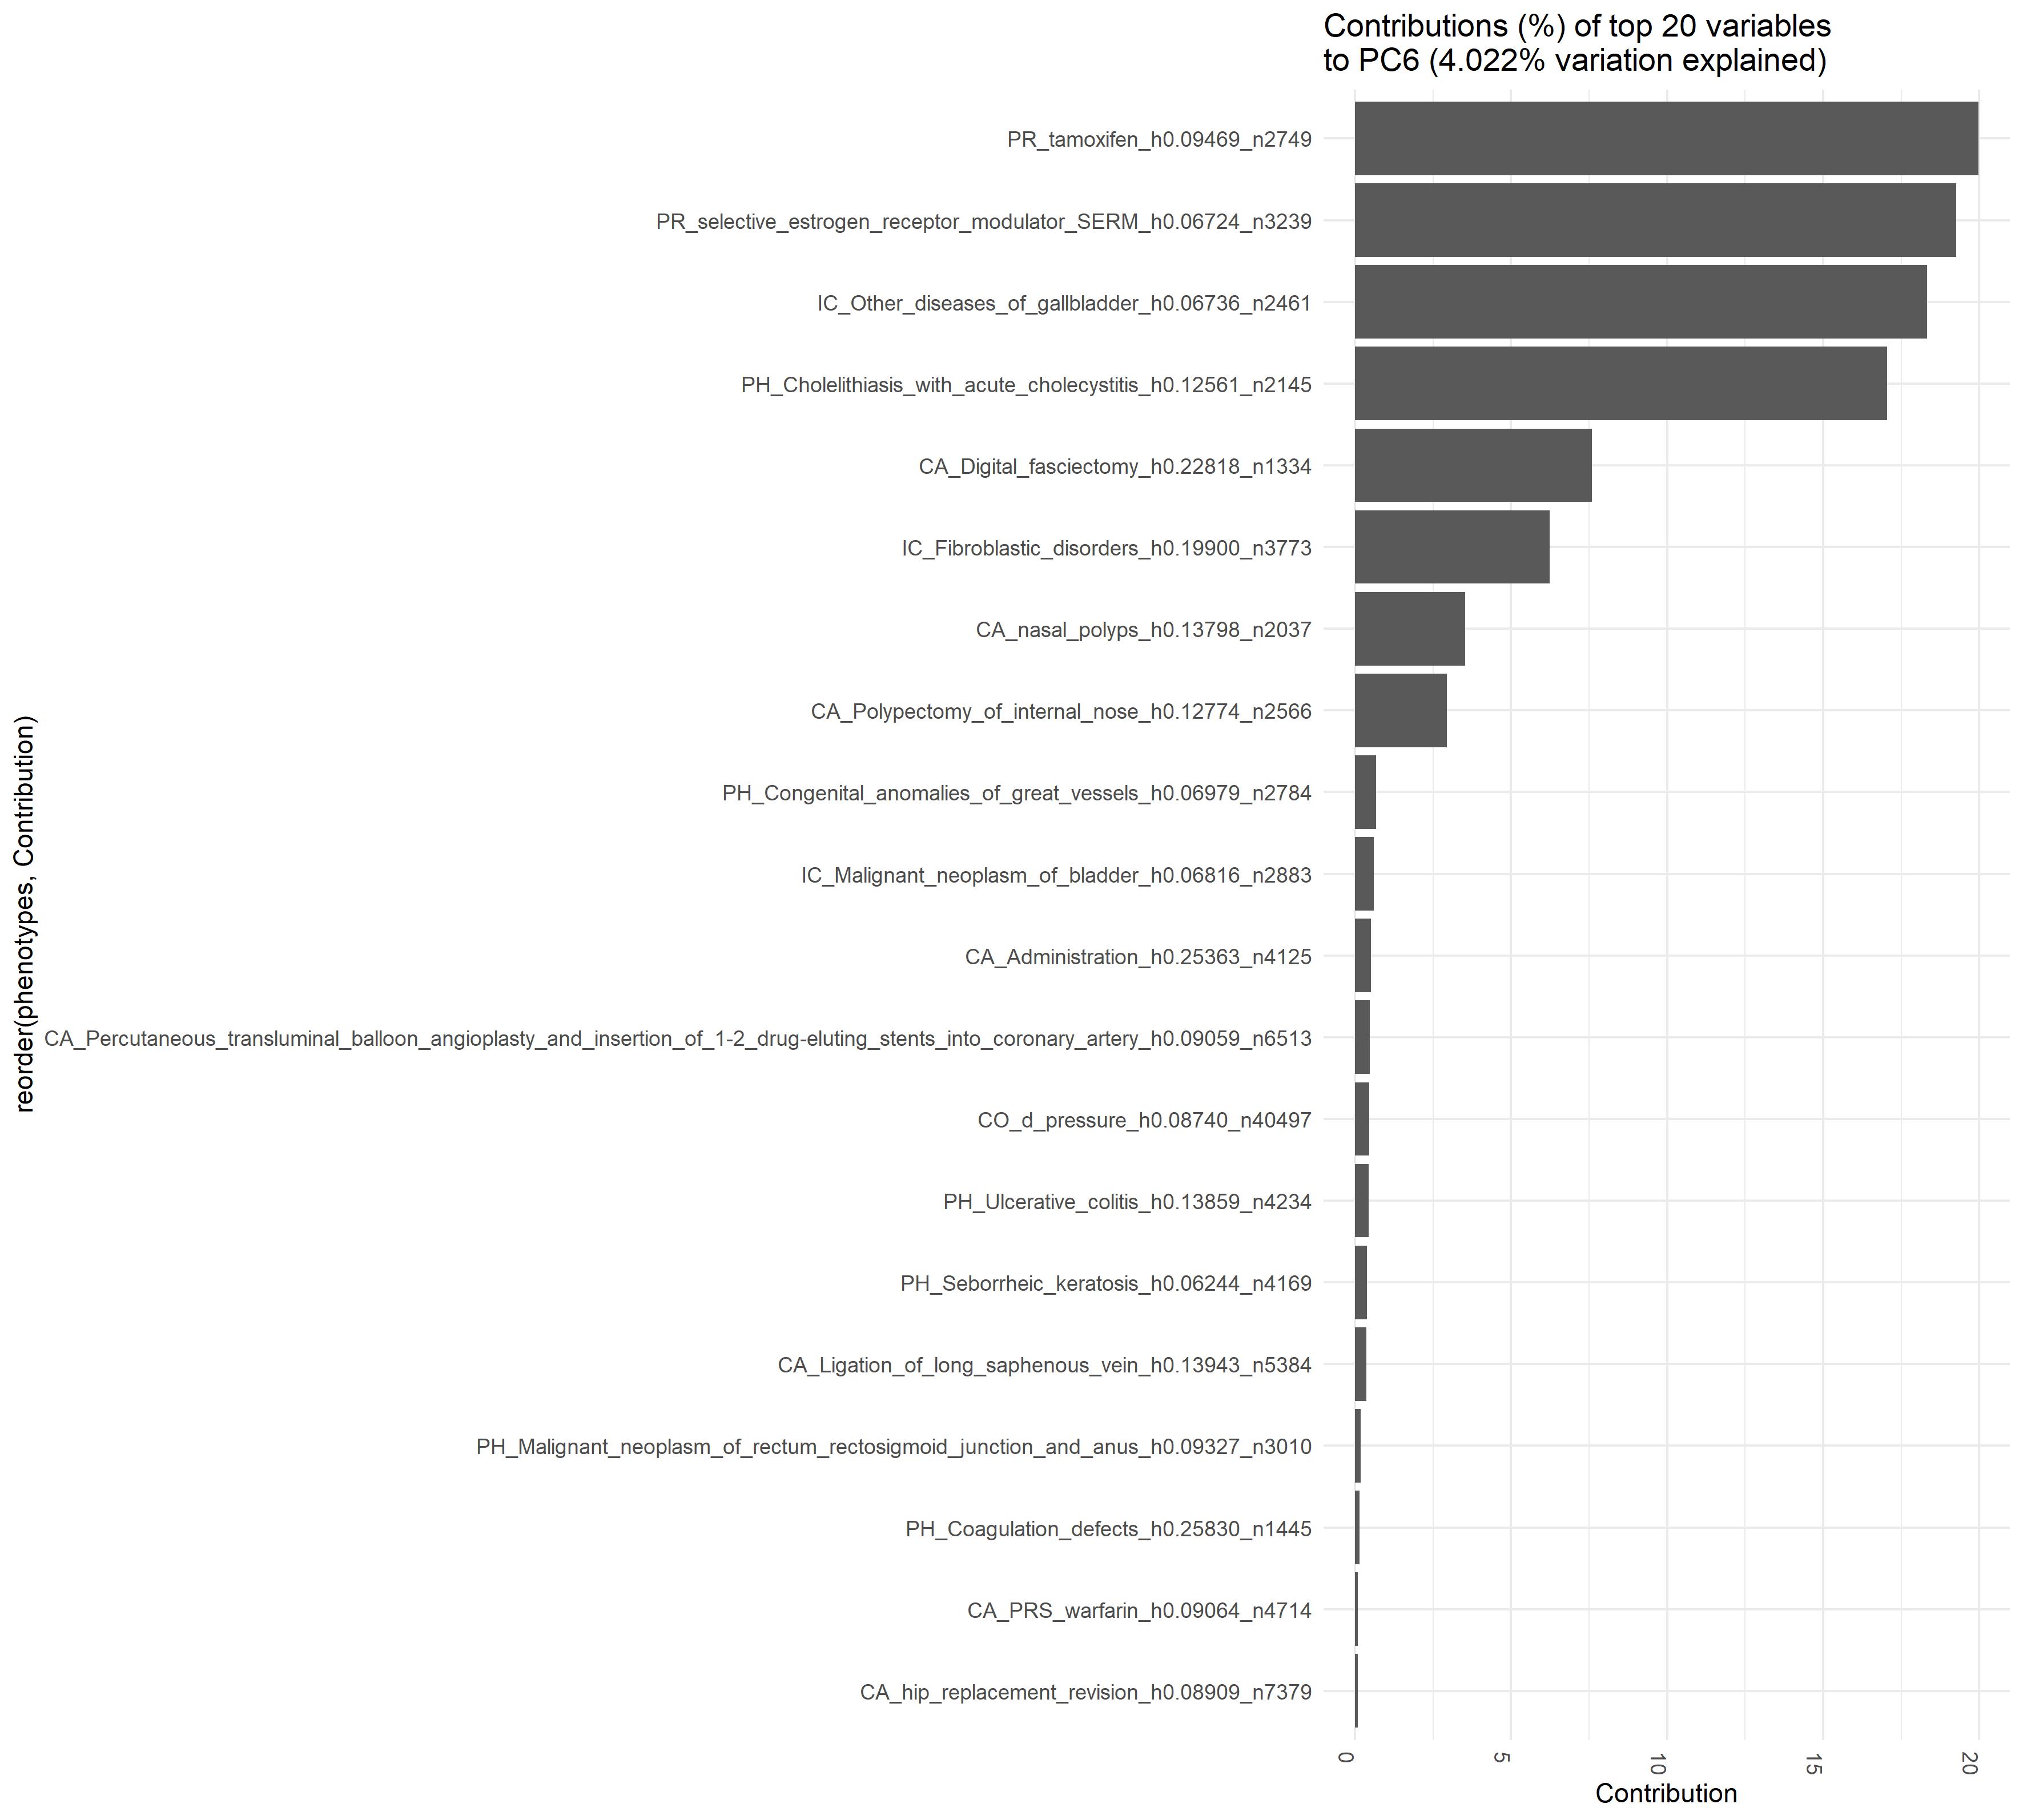 Contributions (%) of top 20 variables
to PC6 (4.022% variation explained)
PR_tamoxifen_h0.09469_n2749
PR_selective_estrogen_receptor_modulator_SERM_h0.06724_n3239
IC_Other_diseases_of_gallbladder_h0.06736_n2461
PH_Cholelithiasis_with_acute_cholecystitis_h0.12561_n2145
CA_Digital_fasciectomy_h0.22818_n1334
IC_Fibroblastic_disorders_h0.19900_n3773
CA_nasal_polyps_h0.13798_n2037
CA_Polypectomy_of_internal_nose_h0.12774_n2566
PH_Congenital_anomalies_of_great_vessels_h0.06979_n2784
IC_Malignant_neoplasm_of_bladder_h0.06816_n2883
CA_Administration_h0.25363_n4125
CA_Percutaneous_transluminal_balloon_angioplasty_and_insertion_of_1-2_drug-eluting_stents_into_coronary_artery_h0.09059_n6513
CO_d_pressure_h0.08740_n40497
PH_Ulcerative_colitis_h0.13859_n4234
PH_Seborrheic_keratosis_h0.06244_n4169
CA_Ligation_of_long_saphenous_vein_h0.13943_n5384
PH_Malignant_neoplasm_of_rectum_rectosigmoid_junction_and_anus_h0.09327_n3010
PH_Coagulation_defects_h0.25830_n1445
CA_PRS_warfarin_h0.09064_n4714
CA_hip_replacement_revision_h0.08909_n7379
reorder(phenotypes, Contribution)
0
5
10
15
20
Contribution